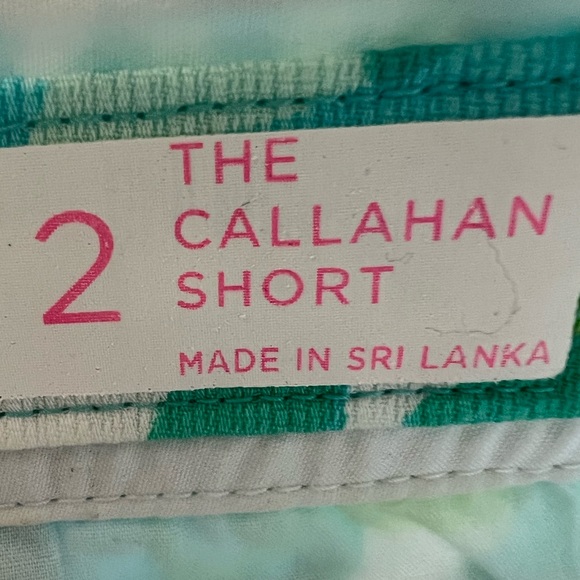 2
THE
CALLAHAN
SHORT
MADE IN SRI LANKA